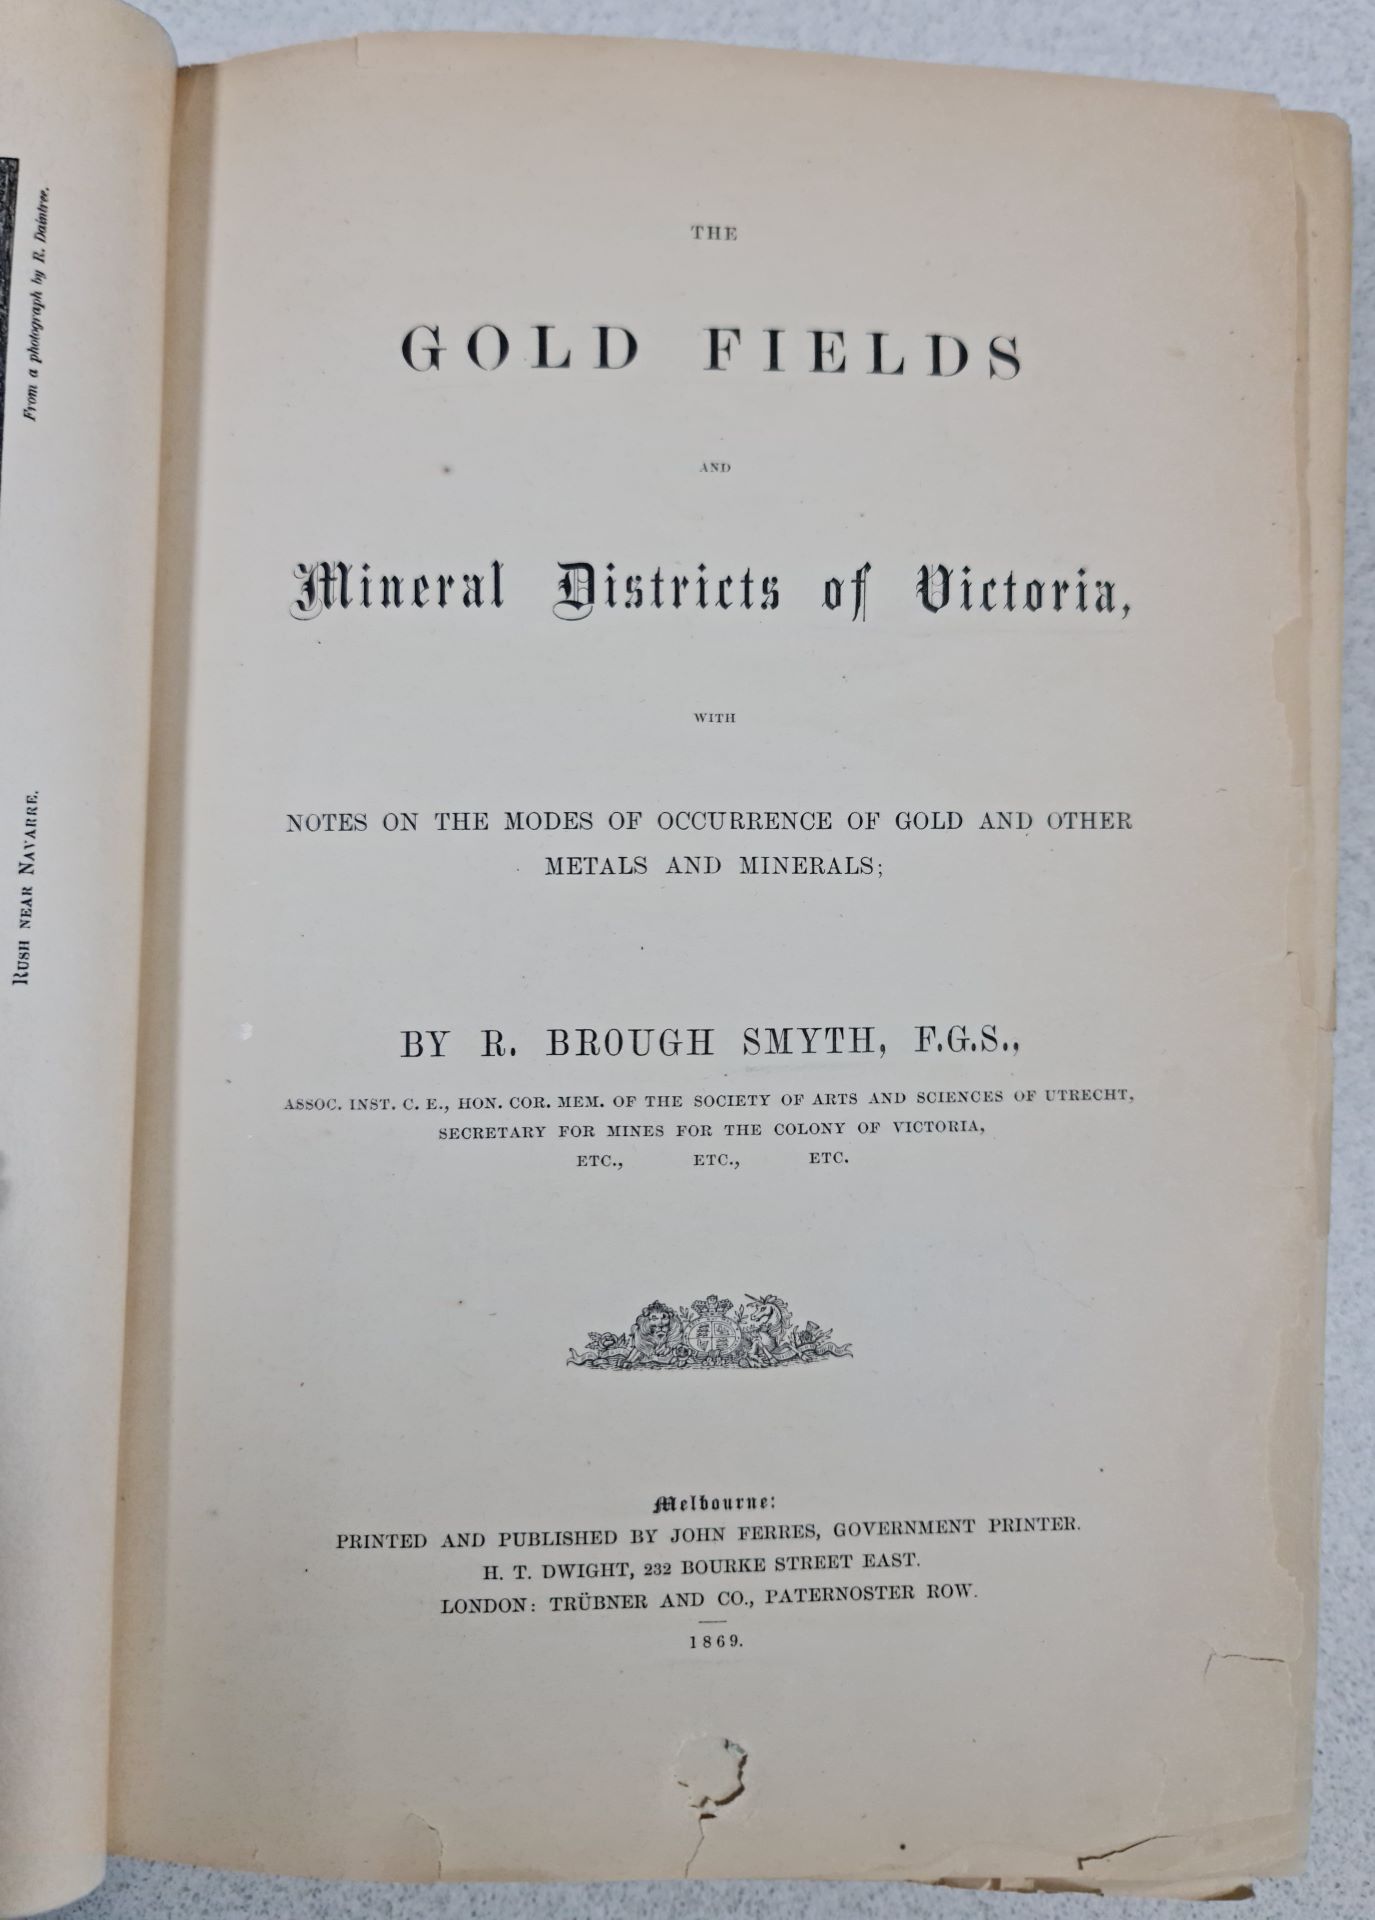 From a photograph by R. Daintree.
RUSH NEAR NAVARRE.
THE
GOLD FIELDS
AND
Mineral Districts of Victoria,
WITH
NOTES ON THE MODES OF OCCURRENCE OF GOLD AND OTHER
METALS AND MINERALS;
BY R. BROUGH SMYTH, F.G.S.,
ASSOC. INST. C. E., HON. COR. MEM. OF THE SOCIETY OF ARTS AND SCIENCES OF UTRECHT,
SECRETARY FOR MINES FOR THE COLONY OF VICTORIA,
ETC., ETC., ETC.
Melbourne:
PRINTED AND PUBLISHED BY JOHN FERRES, GOVERNMENT PRINTER.
H. T. DWIGHT, 232 BOURKE STREET EAST.
LONDON: TRÜBNER AND CO., PATERNOSTER ROW.
1869.